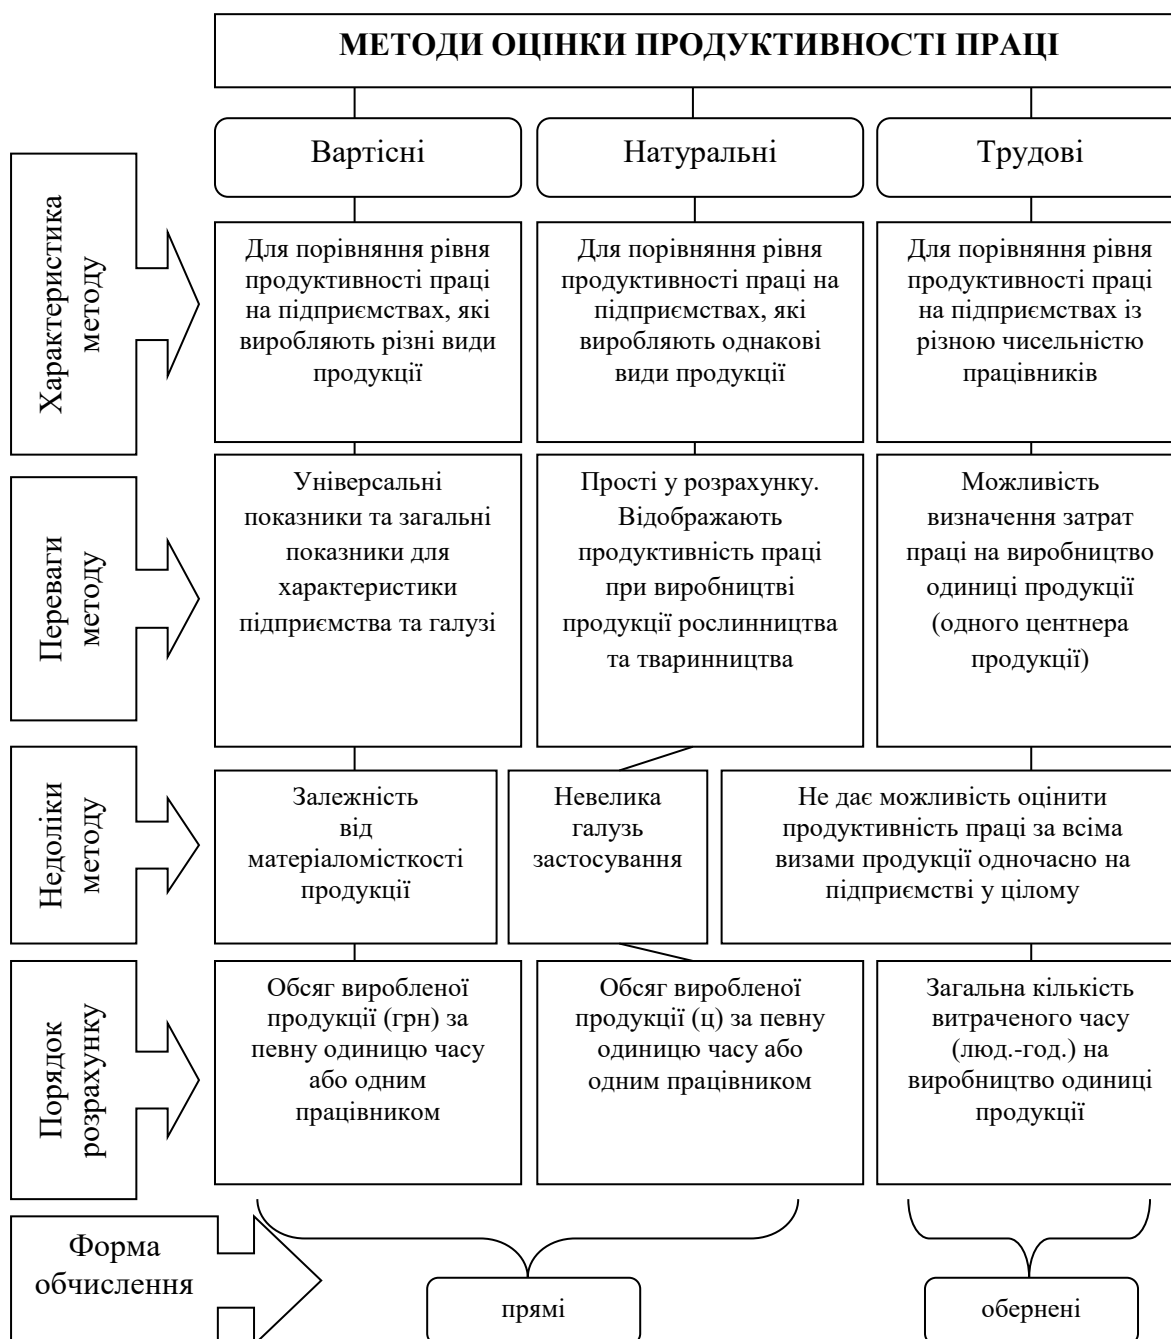 МЕТОДИ ОЦІНКИ ПРОДУКТИВНОСТІ ПРАЦІ
Вартісні
Натуральні
Трудові
Характеристика
методу
Для порівняння рівня
продуктивності праці
на підприємствах, які
виробляють різні види
продукції
Для порівняння рівня
продуктивності праці на
підприємствах, які
виробляють однакові
види продукції
Для порівняння рівня
продуктивності праці
на підприємствах із
різною чисельністю
працівників
Переваги
методу
Універсальні
показники та загальні
показники для
характеристики
підприємства та галузі
Прості у розрахунку.
Відображають
продуктивність праці
при виробництві
продукції рослинництва
та тваринництва
Можливість
визначення затрат
праці на виробництво
одиниці продукції
(одного центнера
продукції)
Недоліки
методу
Залежність
від
матеріаломісткості
продукції
Невелика
галузь
застосування
Не дає можливість оцінити
продуктивність праці за всіма
визами продукції одночасно на
підприємстві у цілому
Порядок
розрахунку
Обсяг виробленої
продукції (грн) за
певну одиницю часу
або одним
працівником
Обсяг виробленої
продукції (ц) за певну
одиницю часу або
одним працівником
Загальна кількість
витраченого часу
(люд.-год.) на
виробництво одиниці
продукції
Форма
обчислення
прямі
обернені